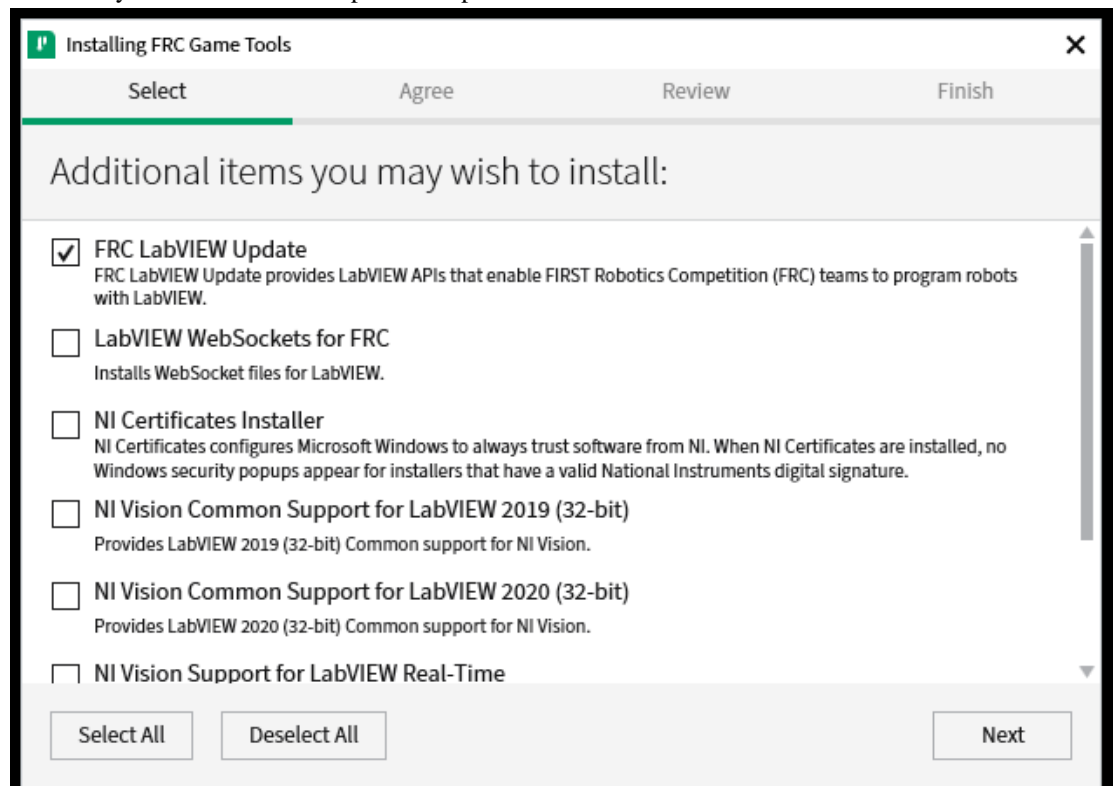 Installing FRC Game Tools
Select Agree Review Finish
Additional items you may wish to install:
FRC LabVIEW Update
FRC LabVIEW Update provides LabVIEW APIs that enable FIRST Robotics Competition (FRC) teams to program robots
with LabVIEW.
LabVIEW WebSockets for FRC
Installs WebSocket files for LabVIEW.
NI Certificates Installer
NI Certificates configures Microsoft Windows to always trust software from NI. When NI Certificates are installed, no
Windows security popups appear for installers that have a valid National Instruments digital signature.
NI Vision Common Support for LabVIEW 2019 (32-bit)
Provides LabVIEW 2019 (32-bit) Common support for NI Vision.
NI Vision Common Support for LabVIEW 2020 (32-bit)
Provides LabVIEW 2020 (32-bit) Common support for NI Vision.
NI Vision Support for LabVIEW Real-Time
Select All Deselect All Next